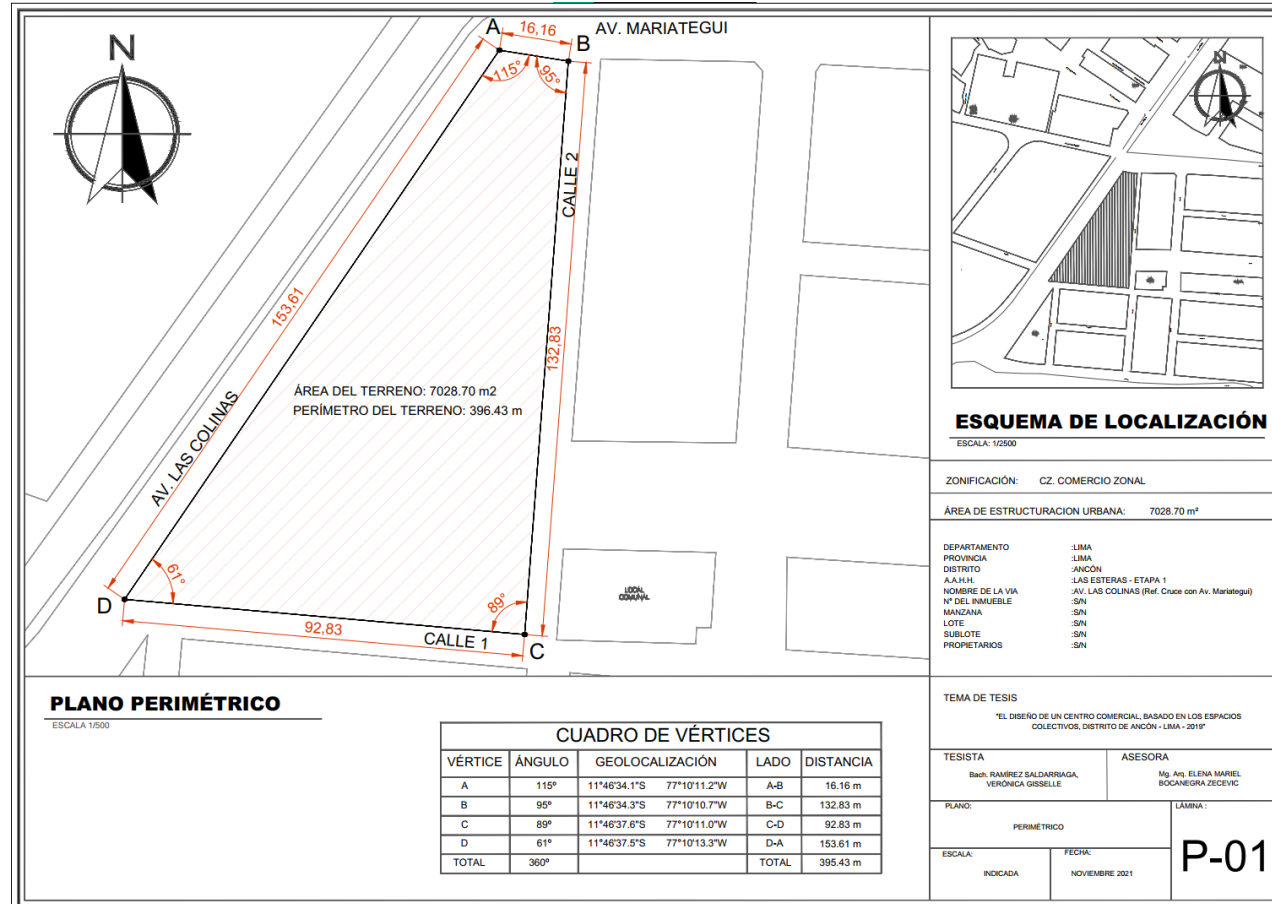 N
A
16,16
B
AV. MARIATEGUI
115°
95°
CALLE 2
153,61
132,83
ÁREA DEL TERRENO: 7028.70 m2
PERÍMETRO DEL TERRENO: 396.43 m
AV. LAS COLINAS
61°
89°
D
92,83
CALLE 1
C
LOCAL
COMUNAL
PLANO PERIMÉTRICO
ESCALA 1/500
CUADRO DE VÉRTICES
VÉRTICE ÁNGULO GEOLOCALIZACIÓN LADO DISTANCIA
A 115º 11°46'34.1"S 77°10'11.2"W A-B 16.16 m
B 95º 11°46'34.3"S 77°10'10.7"W B-C 132.83 m
C 89º 11°46'37.6"S 77°10'11.0"W C-D 92.83 m
D 61º 11°46'37.5"S 77°10'13.3"W D-A 153.61 m
TOTAL 360º TOTAL 395.43 m
N
ESQUEMA DE LOCALIZACIÓN
ESCALA: 1/2500
ZONIFICACIÓN: CZ. COMERCIO ZONAL
ÁREA DE ESTRUCTURACION URBANA: 7028.70 m²
DEPARTAMENTO :LIMA
PROVINCIA :LIMA
DISTRITO :ANCÓN
A.A.H.H. :LAS ESTERAS - ETAPA 1
NOMBRE DE LA VIA :AV. LAS COLINAS (Ref. Cruce con Av. Mariategui)
Nº DEL INMUEBLE :S/N
MANZANA :S/N
LOTE :S/N
SUBLOTE :S/N
PROPIETARIOS :S/N
TEMA DE TESIS
"EL DISEÑO DE UN CENTRO COMERCIAL, BASADO EN LOS ESPACIOS
COLECTIVOS, DISTRITO DE ANCÓN - LIMA - 2019"
TESISTA
Bach. RAMÍREZ SALDARRIAGA,
VERÓNICA GISSELLE
ASESORA
Mg. Arq. ELENA MARIEL
BOCANEGRA ZECEVIC
PLANO:
PERIMÉTRICO
LÁMINA :
P-01
ESCALA:
INDICADA
FECHA:
NOVIEMBRE 2021